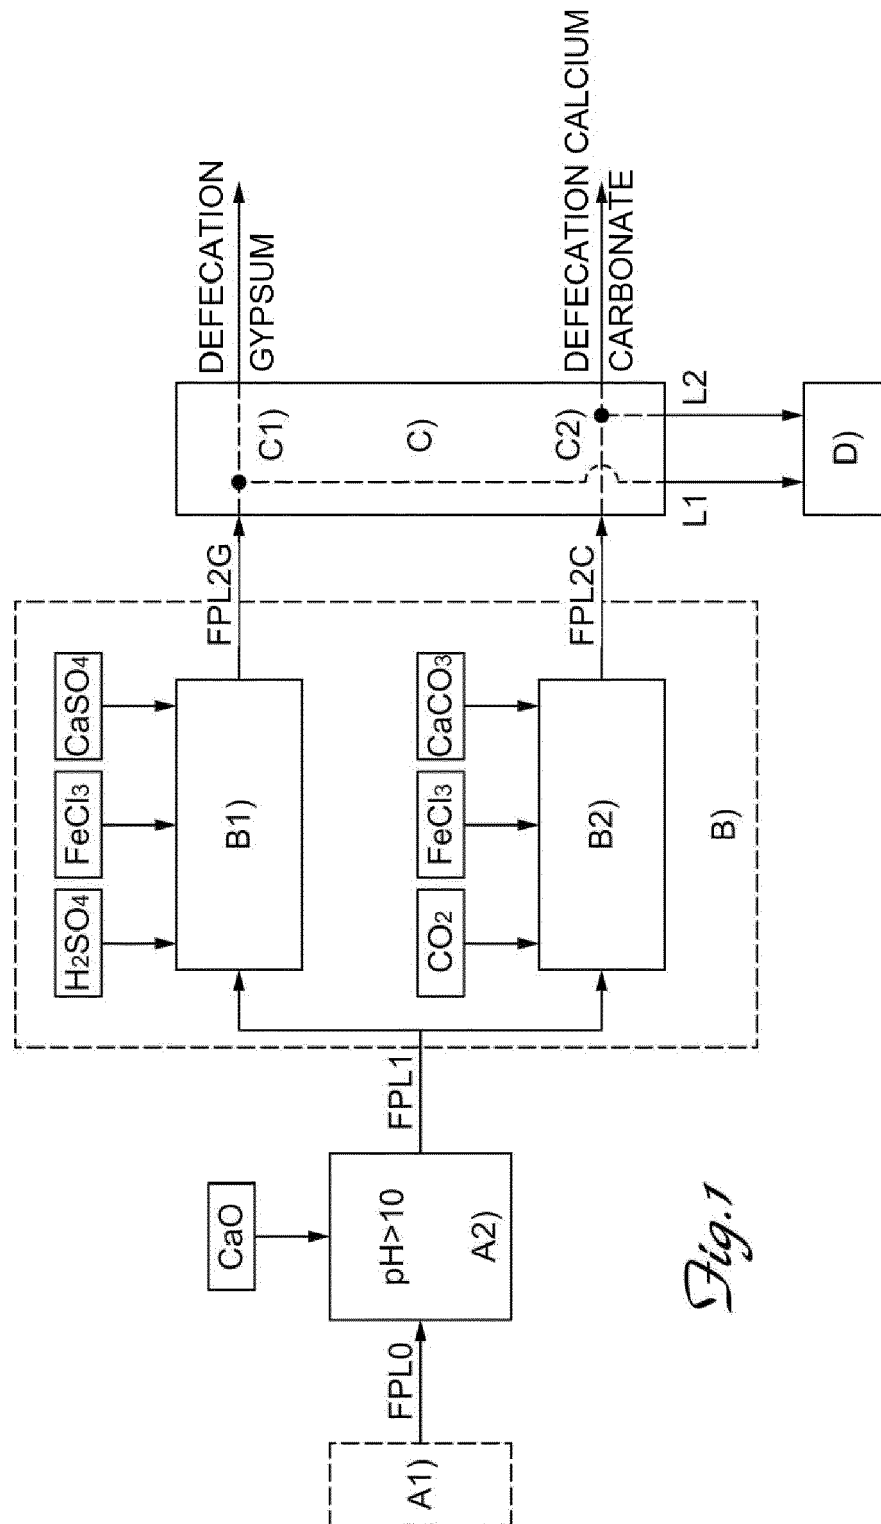 A1)
FPL0
CaO
pH>10
A2)
FPL1
H2SO4
FeCl3
CaSO4
B1)
CO2
FeCl3
CaCO3
B2)
B)
FPL2G
FPL2C
C1)
C)
C2)
L1
L2
D)
DEFECATION
GYPSUM
DEFECATION CALCIUM
CARBONATE
Fig.1